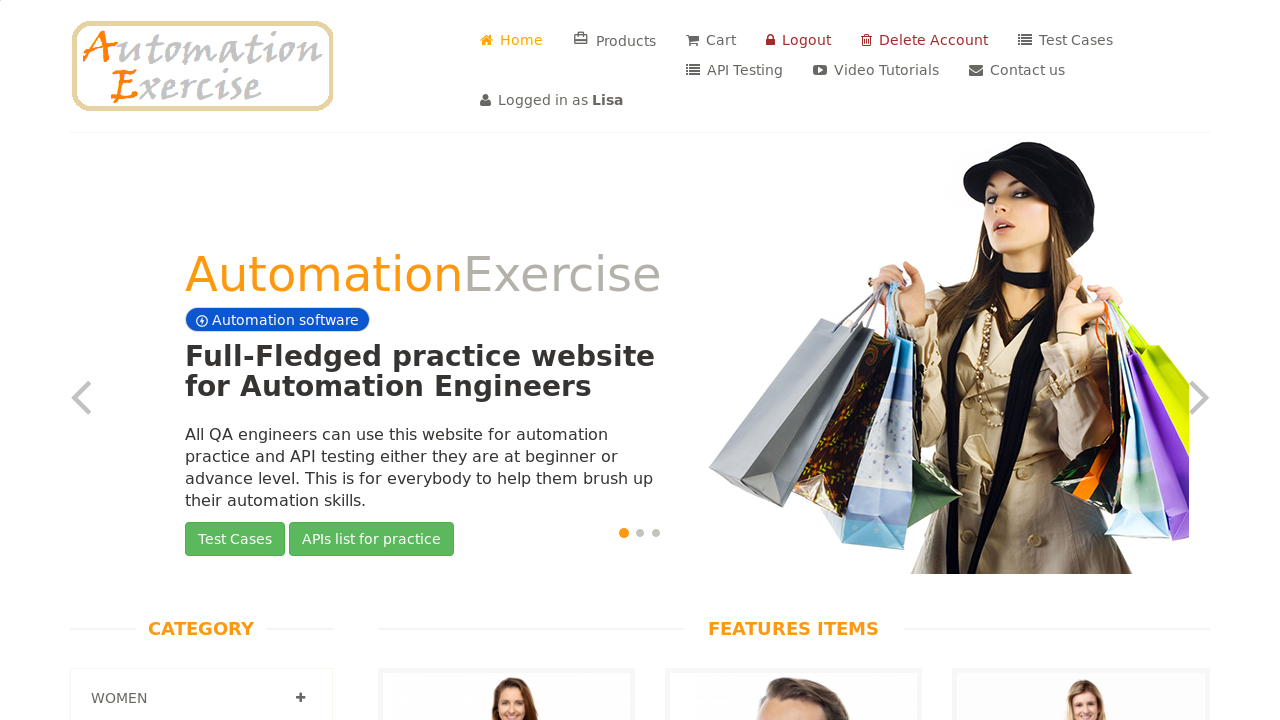 Automation
Exercise
Home
Products
Cart
Logout
Delete Account
Test Cases
API Testing
Video Tutorials
Contact us
Logged in as Lisa
AutomationExercise
Automation software
Full-Fledged practice website
for Automation Engineers
All QA engineers can use this website for automation
practice and API testing either they are at beginner or
advance level. This is for everybody to help them brush up
their automation skills.
Test Cases
APIs list for practice
CATEGORY
FEATURES ITEMS
WOMEN